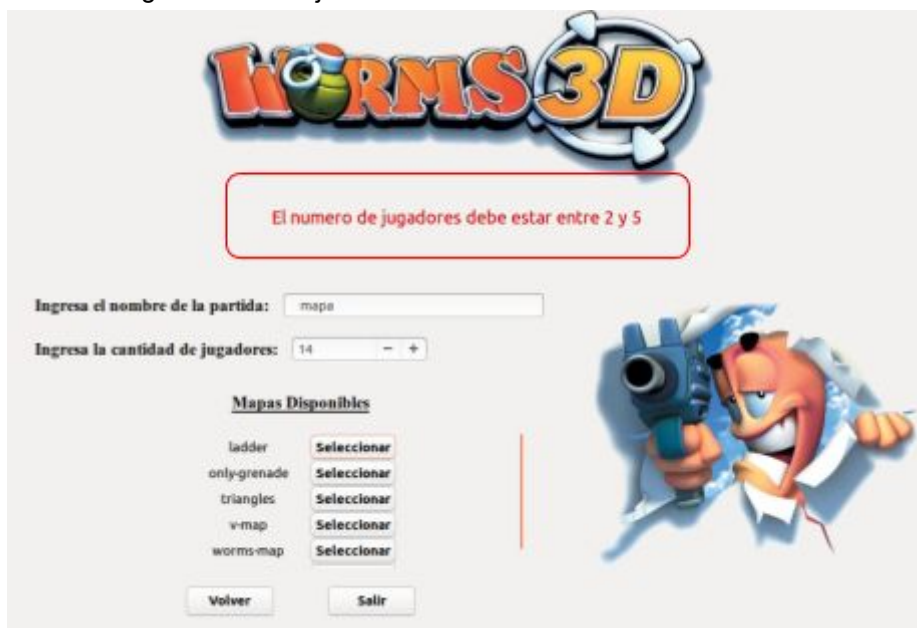 WORMS 3D
El numero de jugadores debe estar entre 2 y 5
Ingresa el nombre de la partida: mapa
Ingresa la cantidad de jugadores: 14 - +
Mapas Disponibles
ladder Seleccionar
only-grenade Seleccionar
triangles Seleccionar
v-map Seleccionar
worms-map Seleccionar
Volver Salir